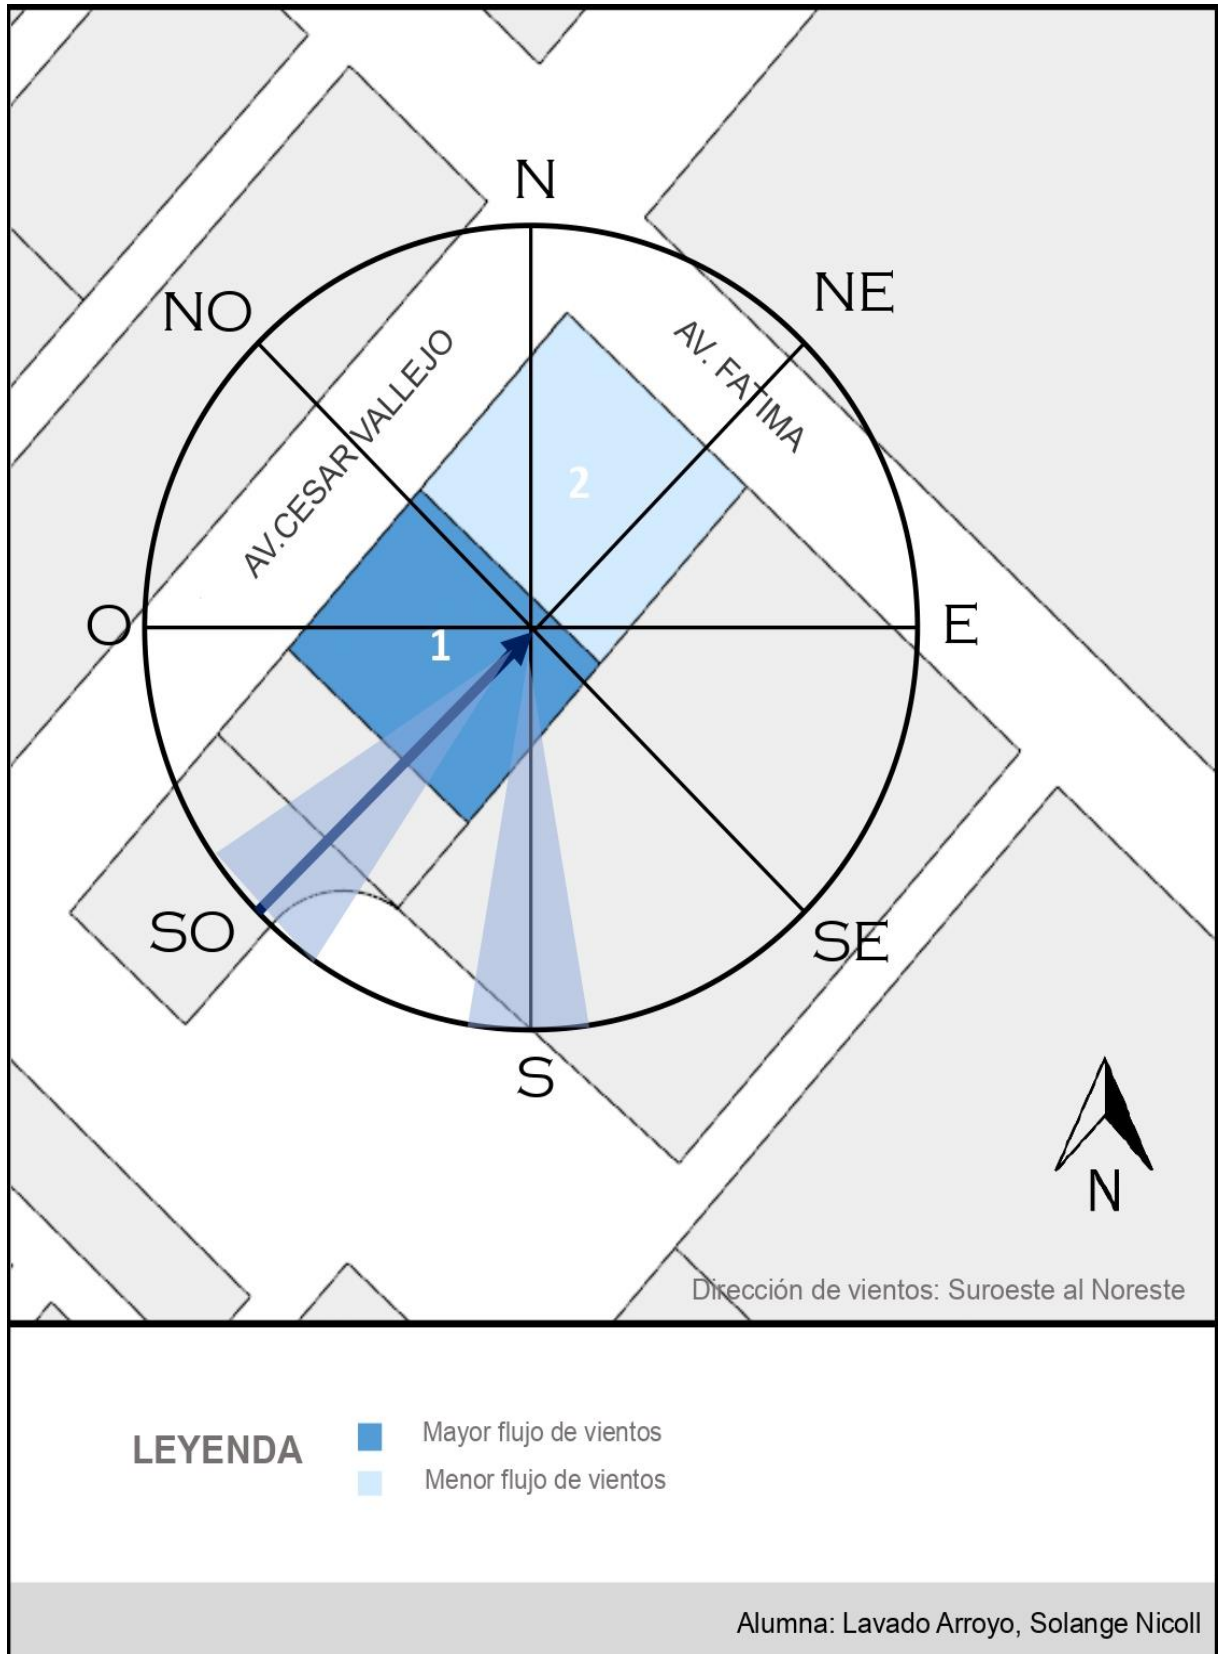 N
NO
NE
AV. FATIMA
AV.CESAR VALLEJO
2
O
1
E
SO
SE
S
N
Dirección de vientos: Suroeste al Noreste
LEYENDA
Mayor flujo de vientos
Menor flujo de vientos
Alumna: Lavado Arroyo, Solange Nicoll